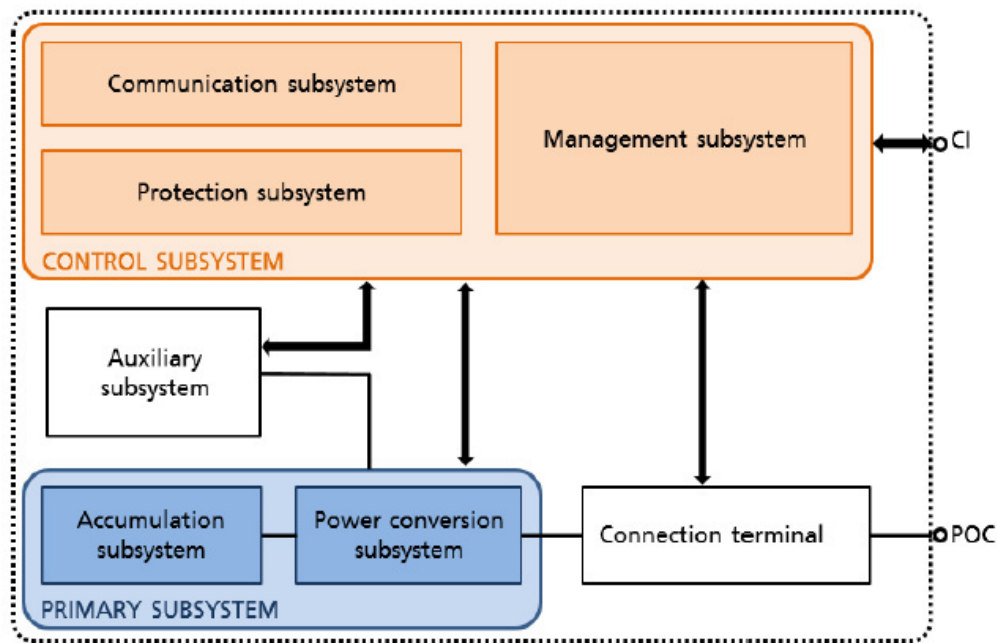 Communication subsystem
Management subsystem
CI
Protection subsystem
CONTROL SUBSYSTEM
Auxiliary
subsystem
Accumulation
subsystem
Power conversion
subsystem
Connection terminal
POC
PRIMARY SUBSYSTEM